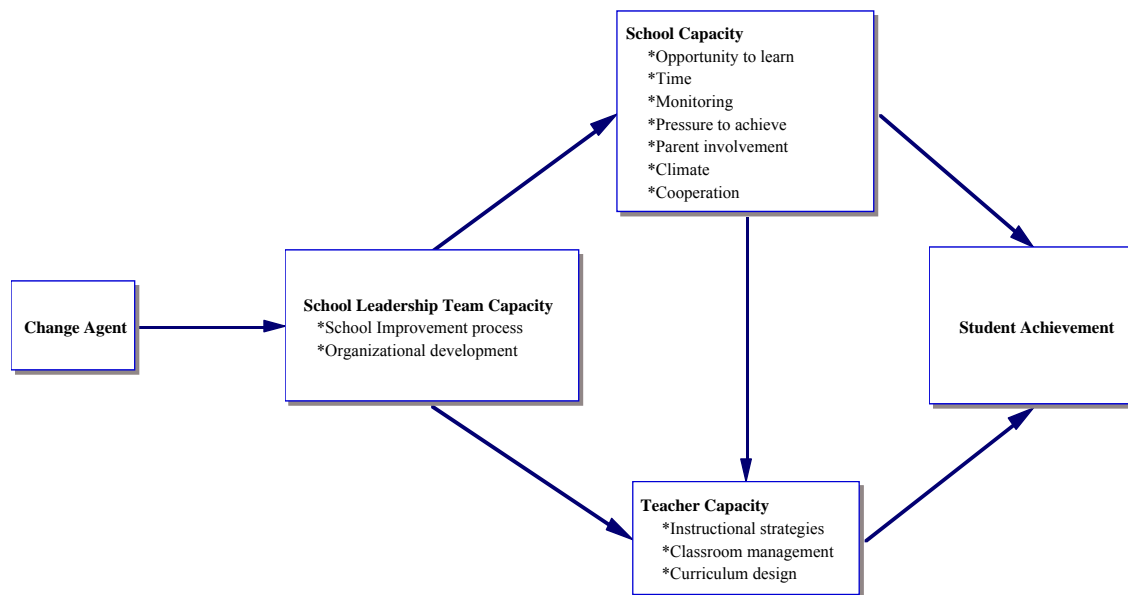 School Capacity
*Opportunity to learn
*Time
*Monitoring
*Pressure to achieve
*Parent involvement
*Climate
*Cooperation
Change Agent
School Leadership Team Capacity
*School Improvement process
*Organizational development
Student Achievement
Teacher Capacity
*Instructional strategies
*Classroom management
*Curriculum design